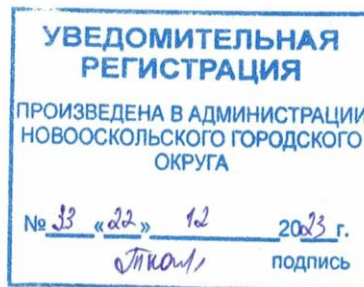 УВЕДОМИТЕЛЬНАЯ
РЕГИСТРАЦИЯ
ПРОИЗВЕДЕНА В АДМИНИСТРАЦИИ
НОВООСКОЛЬСКОГО ГОРОДСКОГО
ОКРУГА
№ 33 «22» 12 2023 г.
подпись